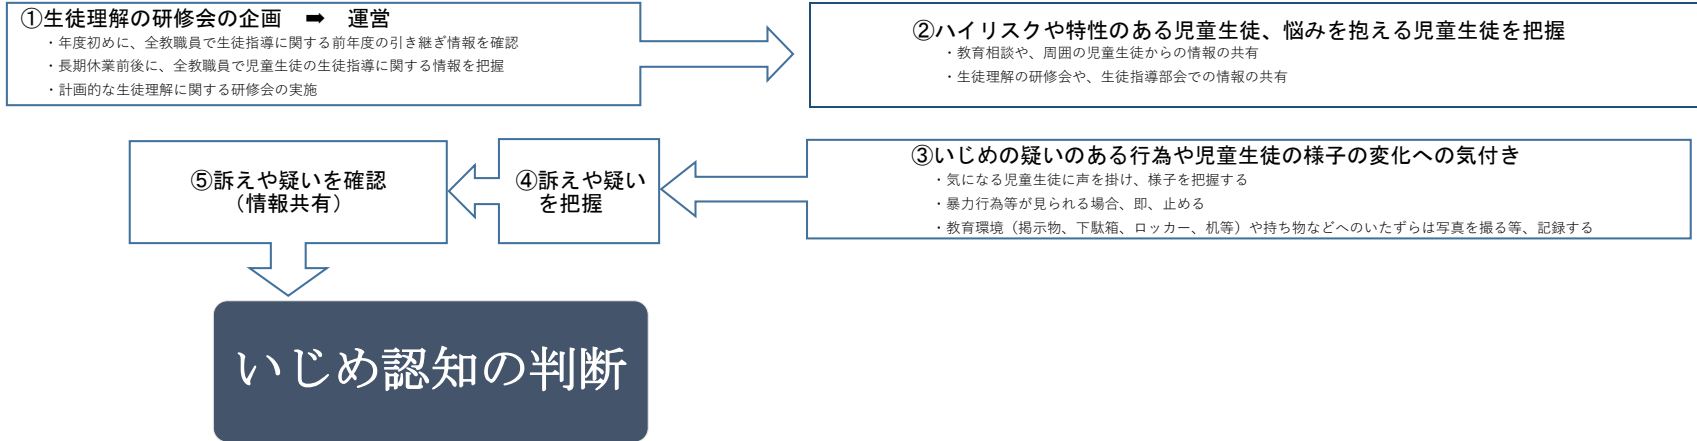 ①生徒理解の研修会の企画　➡　運営
・年度初めに、全教職員で生徒指導に関する前年度の引き継ぎ情報を確認
・長期休業前後に、全教職員で児童生徒の生徒指導に関する情報を把握
・計画的な生徒理解に関する研修会の実施
②ハイリスクや特性のある児童生徒、悩みを抱える児童生徒を把握
・教育相談や、周囲の児童生徒からの情報の共有
・生徒理解の研修会や、生徒指導部会での情報の共有
③いじめの疑いのある行為や児童生徒の様子の変化への気付き
・気になる児童生徒に声を掛け、様子を把握する
・暴力行為等が見られる場合、即、止める
・教育環境（掲示物、下駄箱、ロッカー、机等）や持ち物などへのいたずらは写真を撮る等、記録する
④訴えや疑い
を把握
⑤訴えや疑いを確認
（情報共有）
いじめ認知の判断